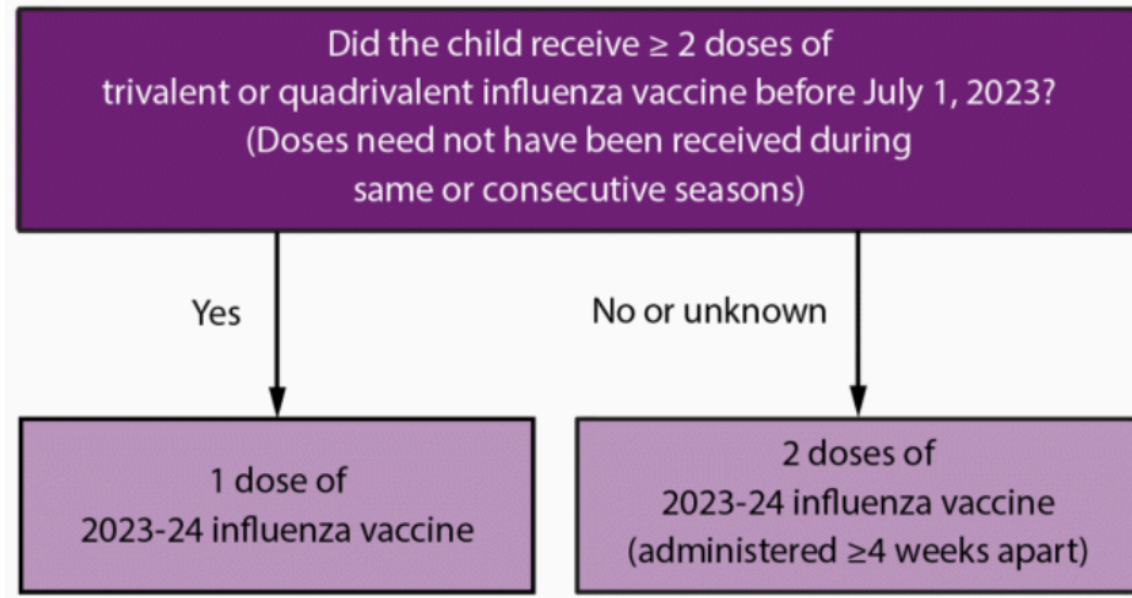 Did the child receive ≥ 2 doses of
trivalent or quadrivalent influenza vaccine before July 1, 2023?
(Doses need not have been received during
same or consecutive seasons)
Yes
No or unknown
1 dose of
2023-24 influenza vaccine
2 doses of
2023-24 influenza vaccine
(administered ≥4 weeks apart)